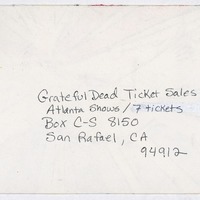 Grateful Dead Ticket Sales
Atlanta Shows / 7 tickets
Box C-S 8150
San Rafael, CA
94912